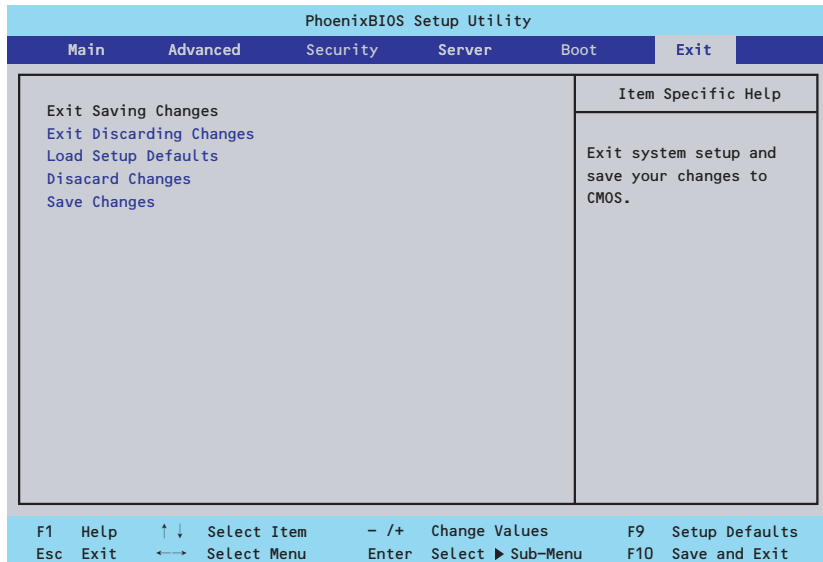 PhoenixBIOS Setup Utility
Main Advanced Security Server Boot Exit
Exit Saving Changes
Exit Discarding Changes
Load Setup Defaults
Disacard Changes
Save Changes
Item Specific Help
Exit system setup and
save your changes to
CMOS.
F1 Help ↑↓ Select Item − /+ Change Values F9 Setup Defaults
Esc Exit ←→ Select Menu Enter Select ▶ Sub−Menu F10 Save and Exit